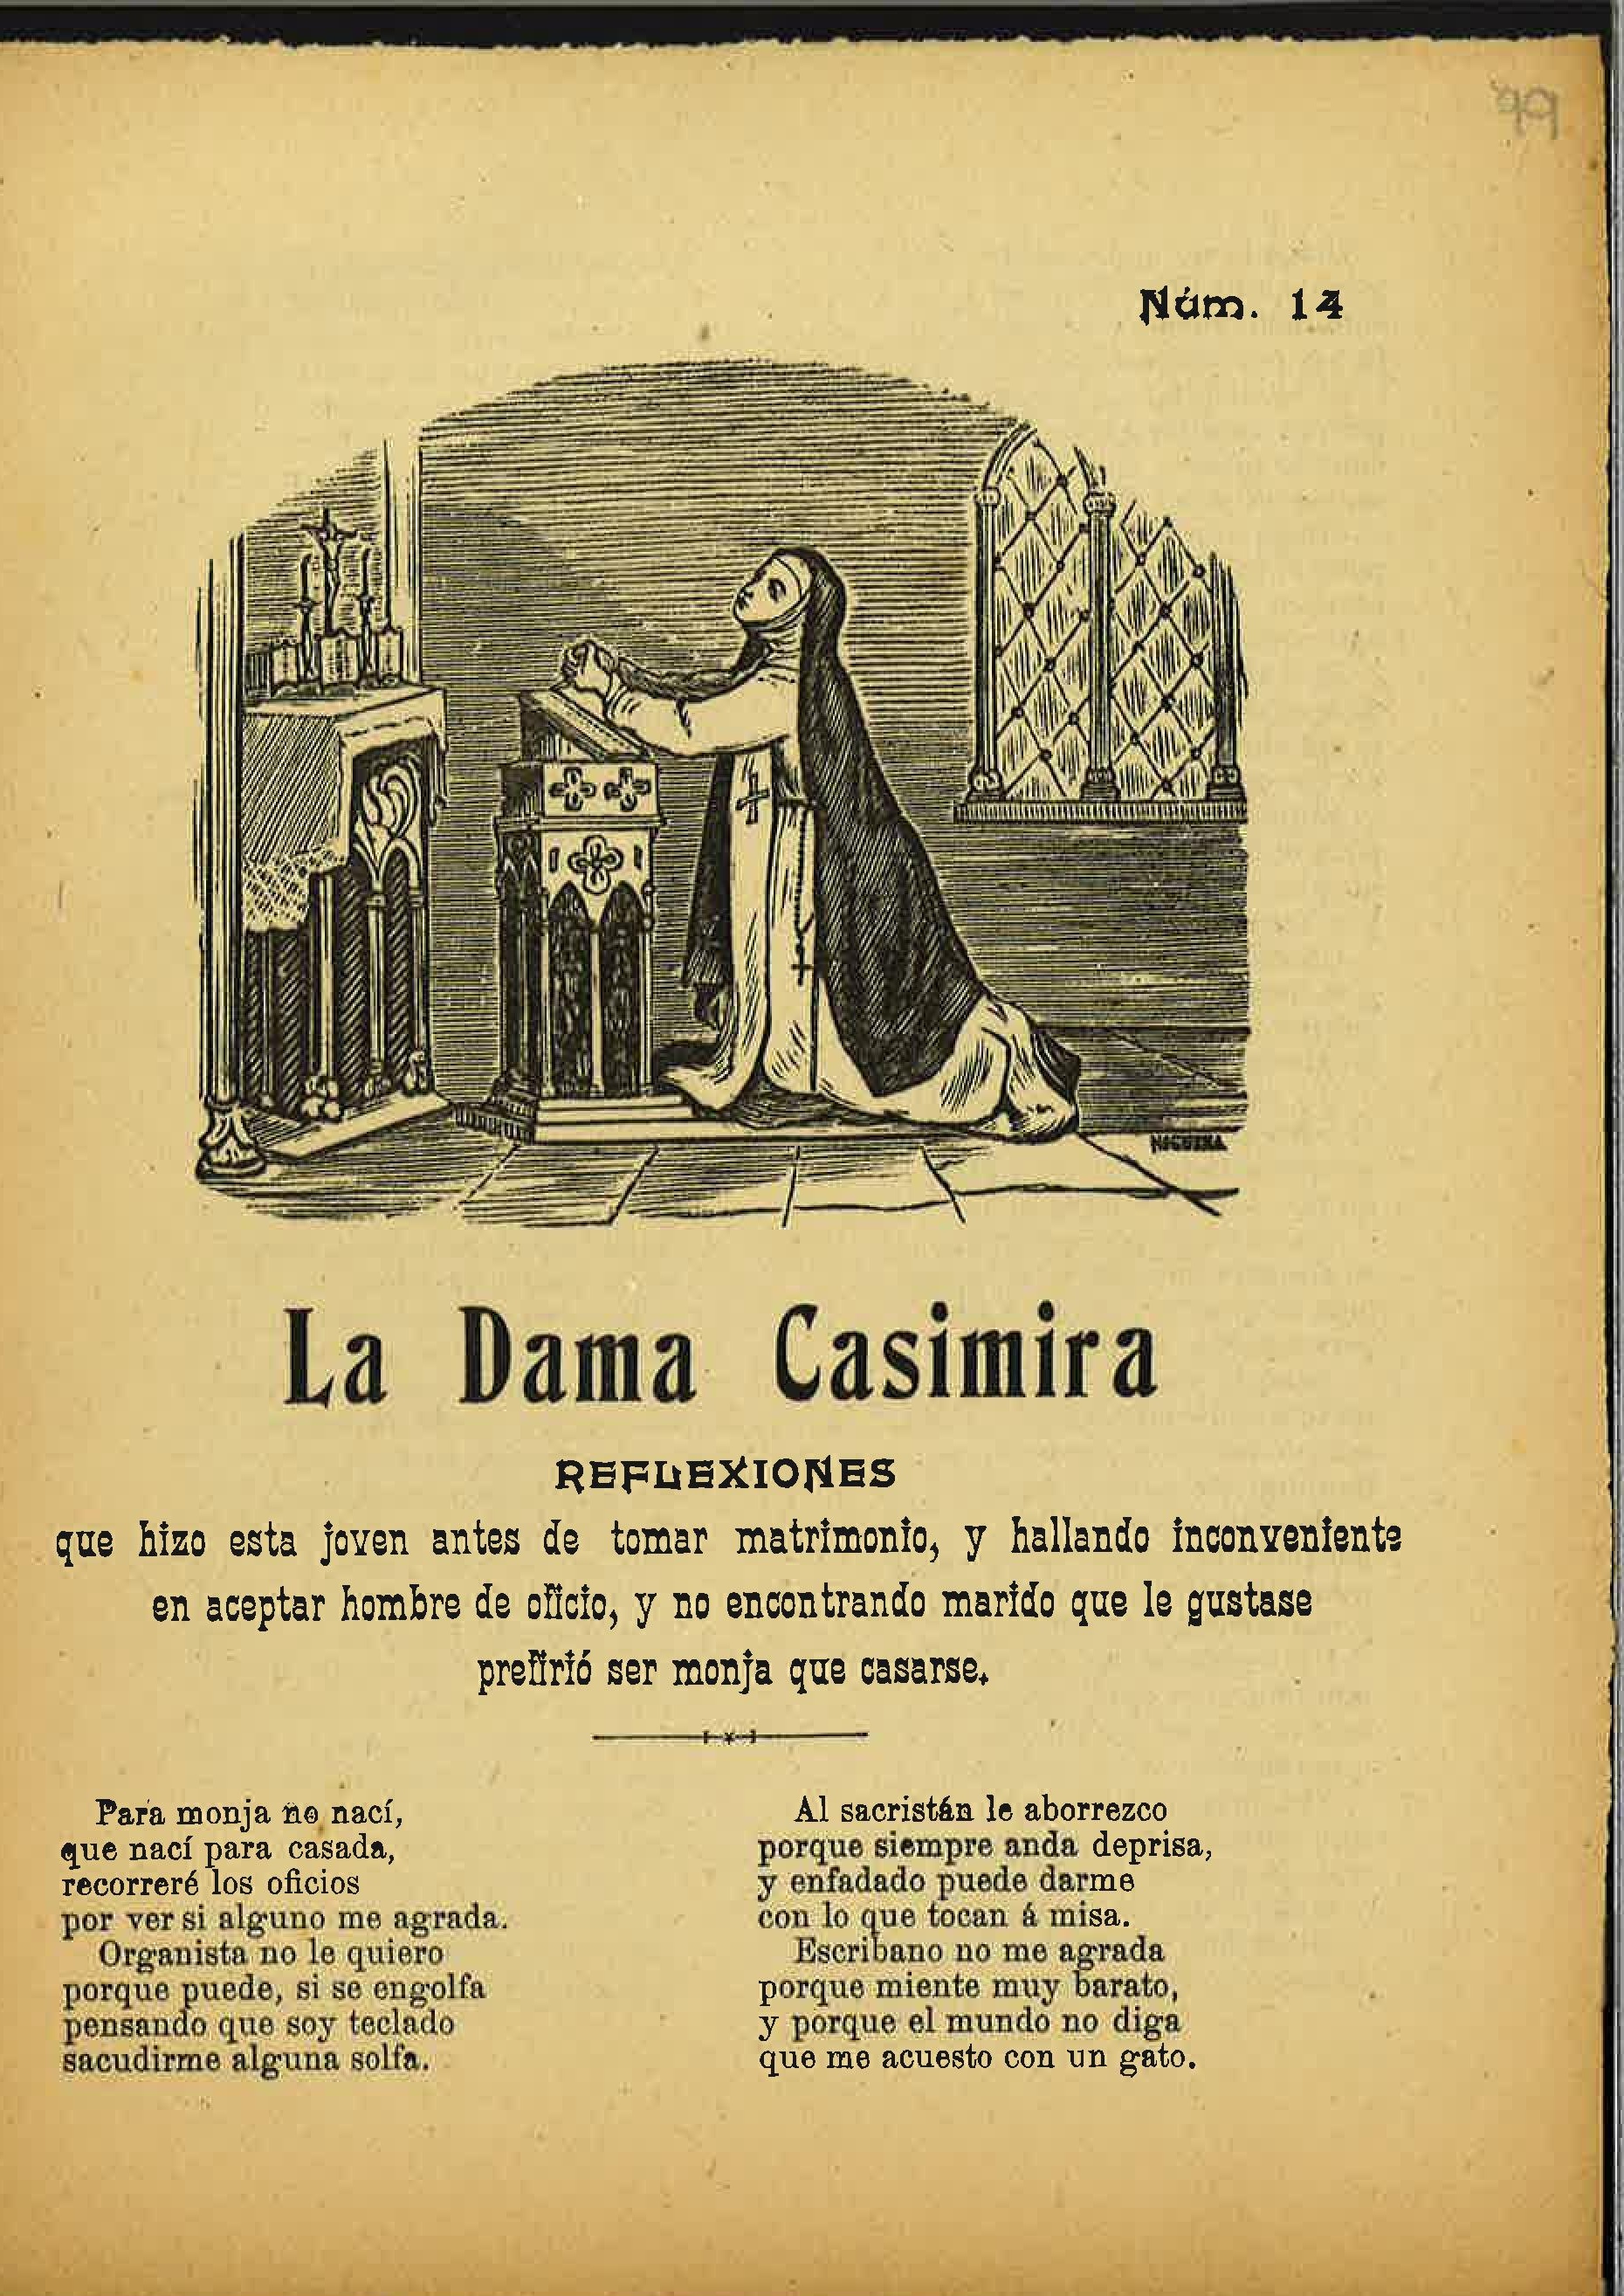 Núm. 14
La Dama Casimira
REFLEXIONES
que hizo esta joven antes de tomar matrimonio, y hallando inconveniente
en aceptar hombre de oficio, y no encontrando marido que le gustase
prefirió ser monja que casarse.
Para monja no nací,
que nací para casada,
recorreré los oficios
por ver si alguno me agrada.
Organista no le quiero
porque puede, si se engolfa
pensando que soy teclado
sacudirme alguna solfa.
Al sacristán le aborrezco
porque siempre anda deprisa,
y enfadado puede darme
con lo que tocan á misa.
Escribano no me agrada
porque miente muy barato,
y porque el mundo no diga
que me acuesto con un gato.